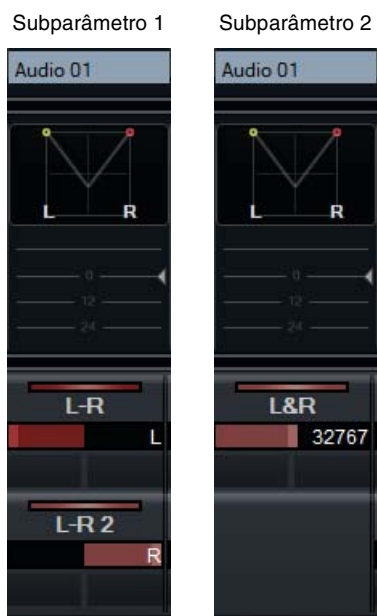 Subparâmetro 1
Audio 01
L R
0
12
24
L-R
L
L-R 2
R
Subparâmetro 2
Audio 01
L R
0
12
24
L&R
32767